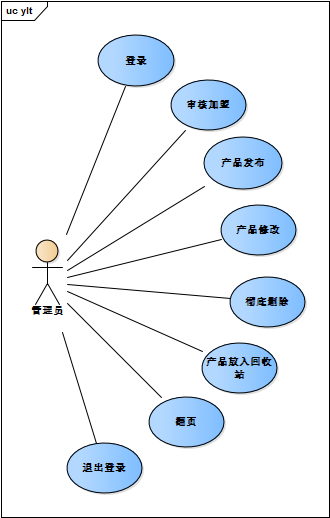 uc ylt
登录
审核加盟
产品发布
产品修改
彻底删除
管理员
产品放入回收
站
翻页
退出登录